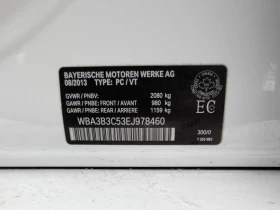 BAYERISCHE MOTOREN WERKE AG
08/2013 TYPE: PC / VT
GVWR / PNBV: 2080 kg
GAWR / PNBE: FRONT / AVANT 980 kg
GAWR / PNBE: REAR / ARRIERE 1159 kg
WBA3B3C53EJ978460
EC
300/0